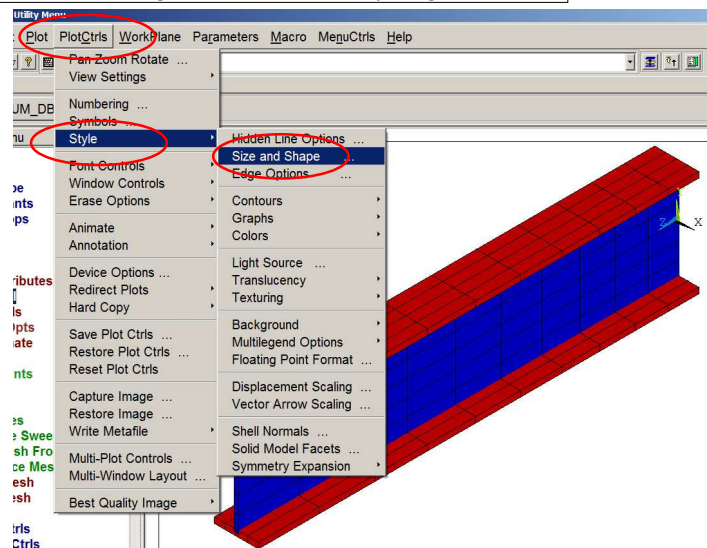 Utility Menu
Plot PlotCtrls WorkPlane Parameters Macro MenuCtrls Help
Pan Zoom Rotate ...
View Settings
Numbering ...
Symbols ...
Style
Font Controls
Window Controls
Erase Options
Animate
Annotation
Device Options ...
Redirect Plots
Hard Copy
Save Plot Ctrls ...
Restore Plot Ctrls ...
Reset Plot Ctrls
Capture Image ...
Restore Image ...
Write Metafile
Multi-Plot Controls ...
Multi-Window Layout ...
Best Quality Image
Hidden Line Options ...
Size and Shape ...
Edge Options ...
Contours
Graphs
Colors
Light Source ...
Translucency
Texturing
Background
Multilegend Options
Floating Point Format ...
Displacement Scaling ...
Vector Arrow Scaling ...
Shell Normals ...
Solid Model Facets ...
Symmetry Expansion
UM_DB
nu
pe
nts
ops
ributes
ls
Opts
ate
nts
es
e Swee
sh Fro
ce Mes
esh
esh
trls
Ctrls
Z X